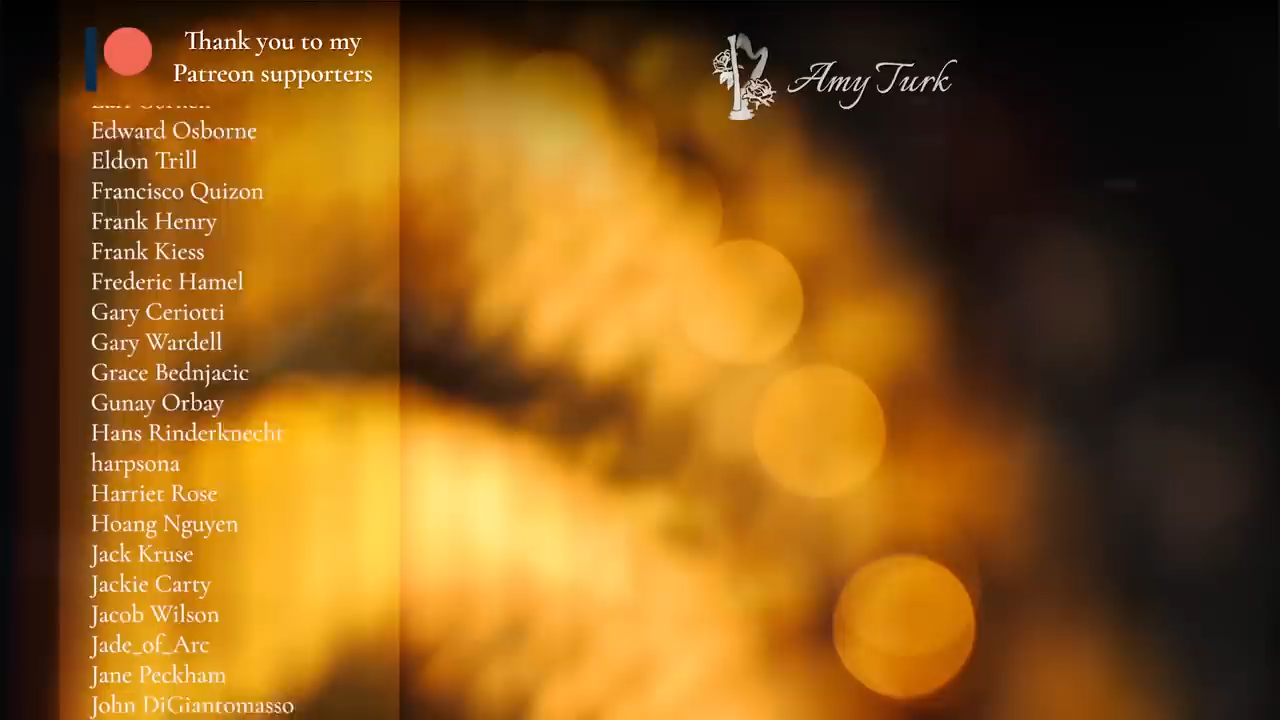 Thank you to my
Patreon supporters
Amy Turk
Edward Osborne
Eldon Trill
Francisco Quizon
Frank Henry
Frank Kiess
Frederic Hamel
Gary Ceriotti
Gary Wardell
Grace Bednjacic
Gunay Orbay
Hans Rinderknecht
harpsona
Harriet Rose
Hoang Nguyen
Jack Kruse
Jackie Carty
Jacob Wilson
Jade_of_Arc
Jane Peckham
John DiGiantomasso